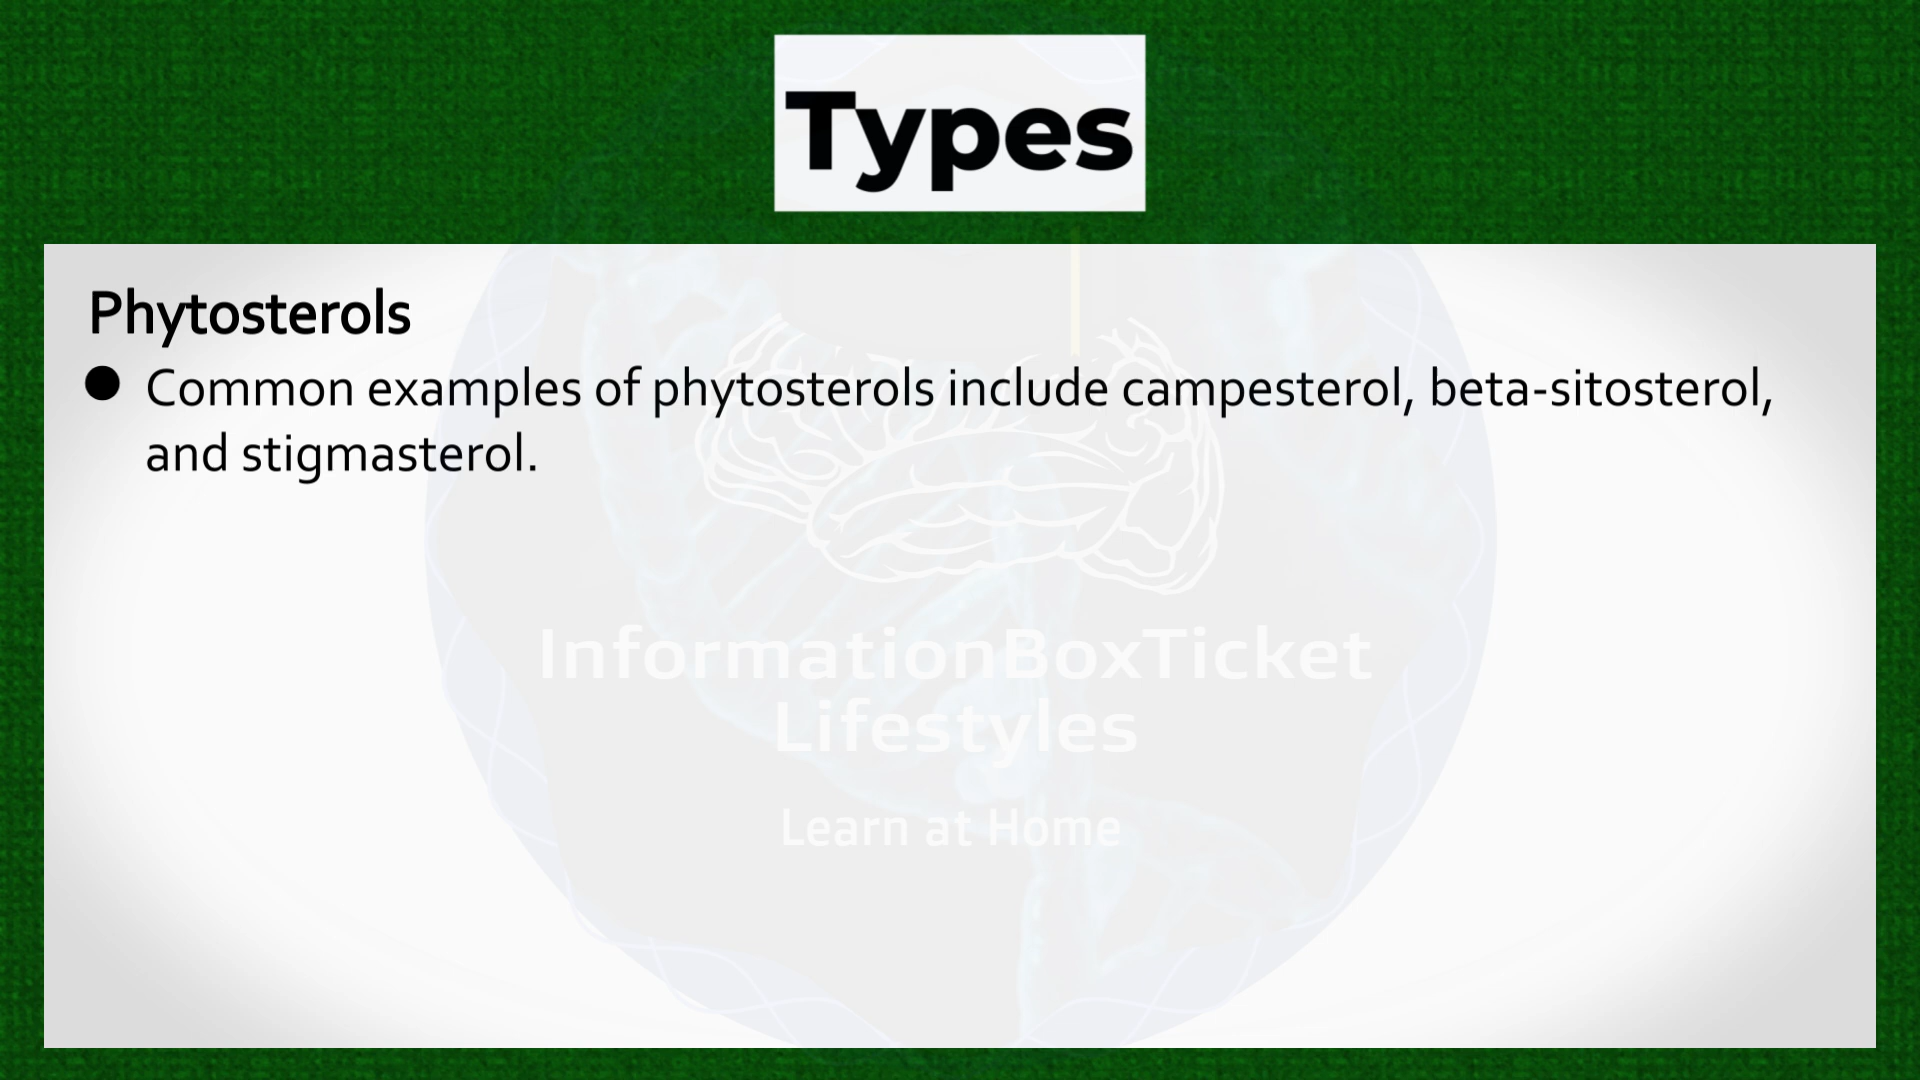 Types
Phytosterols
● Common examples of phytosterols include campesterol, beta-sitosterol,
and stigmasterol.
InformationBoxTicket
Lifestyles
Learn at Home